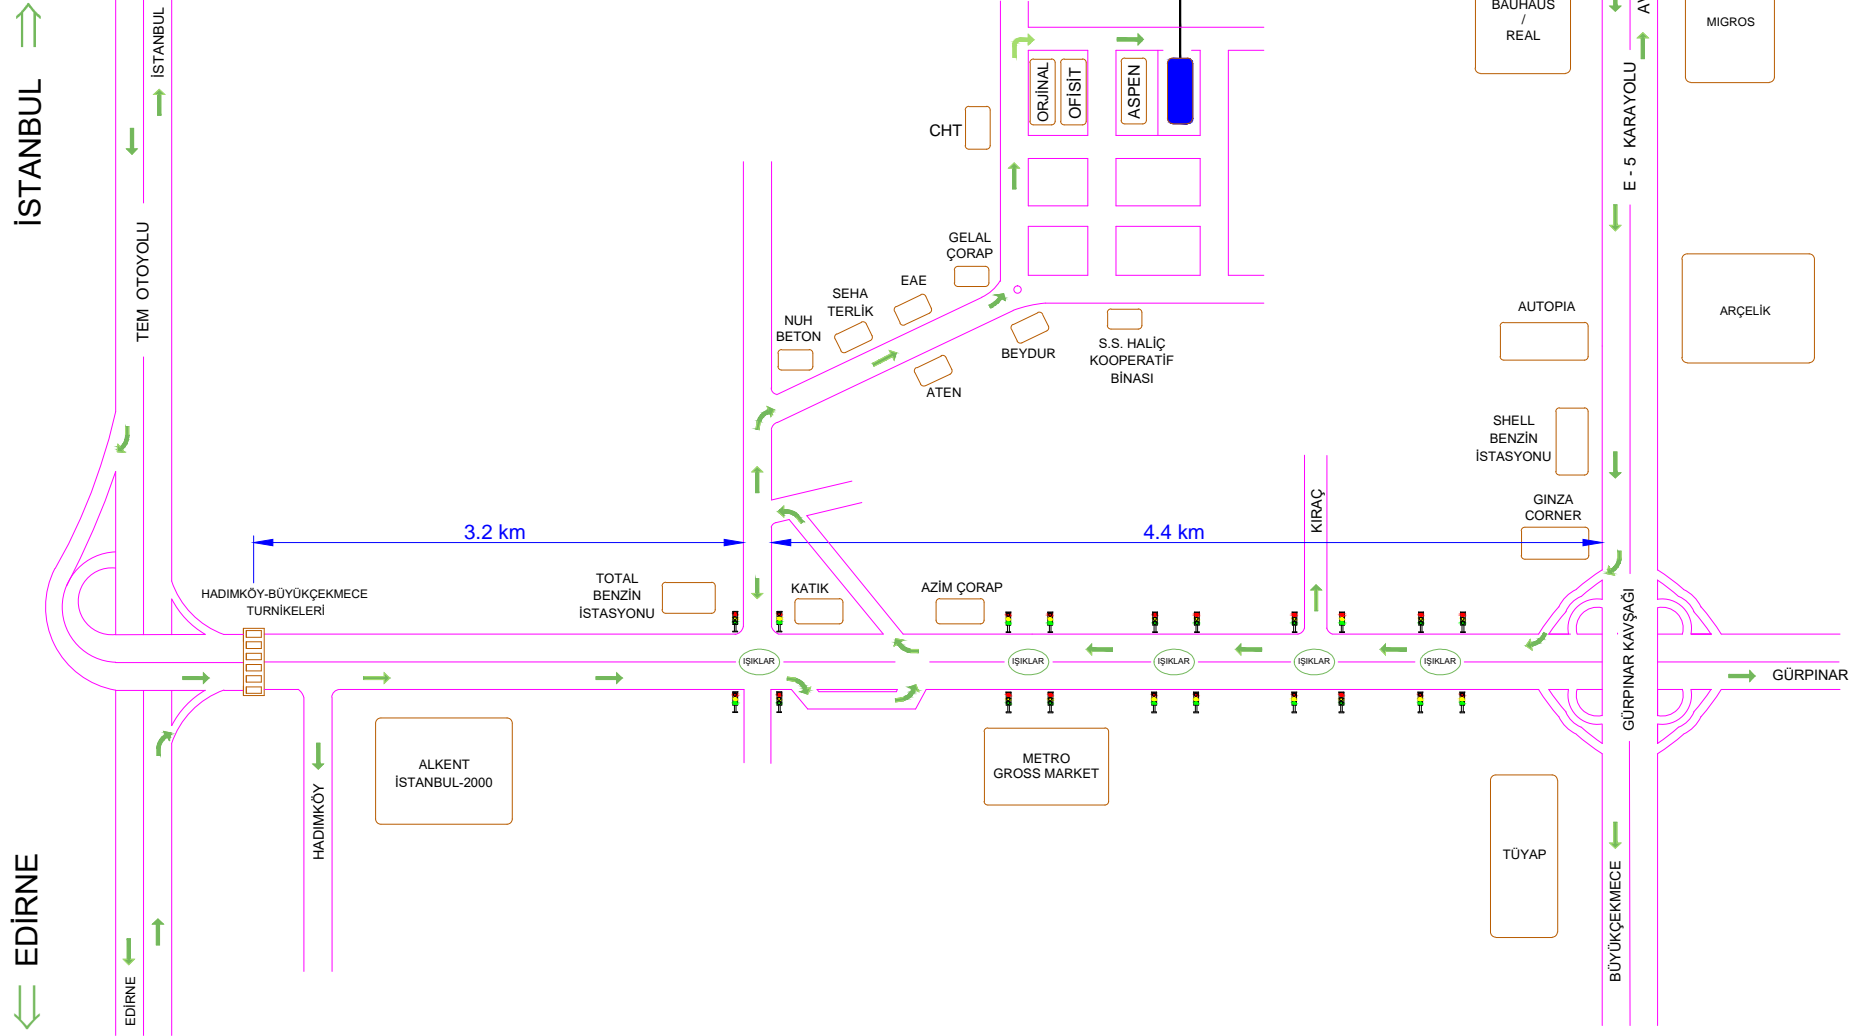 İSTANBUL
İSTANBUL
TEM OTOYOLU
EDİRNE
EDİRNE
HADIMKÖY-BÜYÜKÇEKMECE
TURNİKELERİ
3.2 km
4.4 km
HADIMKÖY
ALKENT
İSTANBUL-2000
TOTAL
BENZİN
İSTASYONU
KATIK
AZİM ÇORAP
IŞIKLAR
IŞIKLAR
IŞIKLAR
IŞIKLAR
IŞIKLAR
METRO
GROSS MARKET
NUH
BETON
SEHA
TERLİK
EAE
GELAL
ÇORAP
ATEN
BEYDUR
S.S. HALİÇ
KOOPERATİF
BİNASI
CHT
ORJİNAL
OFİSİT
ASPEN
KIRAÇ
BAUHAUS
/
REAL
MIGROS
AV
E - 5 KARAYOLU
AUTOPIA
ARÇELİK
SHELL
BENZİN
İSTASYONU
GINZA
CORNER
GÜRPINAR KAVŞAĞI
GÜRPINAR
TÜYAP
BÜYÜKÇEKMECE